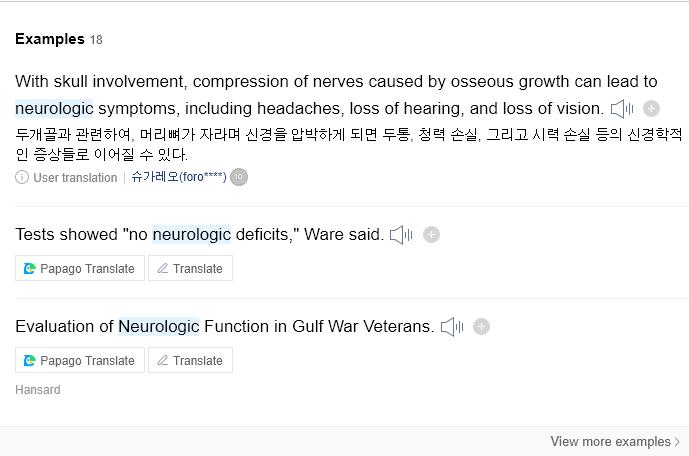 Examples 18
With skull involvement, compression of nerves caused by osseous growth can lead to
neurologic symptoms, including headaches, loss of hearing, and loss of vision.
두개골과 관련하여, 머리뼈가 자라며 신경을 압박하게 되면 두통, 청력 손실, 그리고 시력 손실 등의 신경학적
인 증상들로 이어질 수 있다.
User translation | 슈가레오(foro****) 10
Tests showed "no neurologic deficits," Ware said.
Papago Translate Translate
Evaluation of Neurologic Function in Gulf War Veterans.
Papago Translate Translate
Hansard
View more examples >